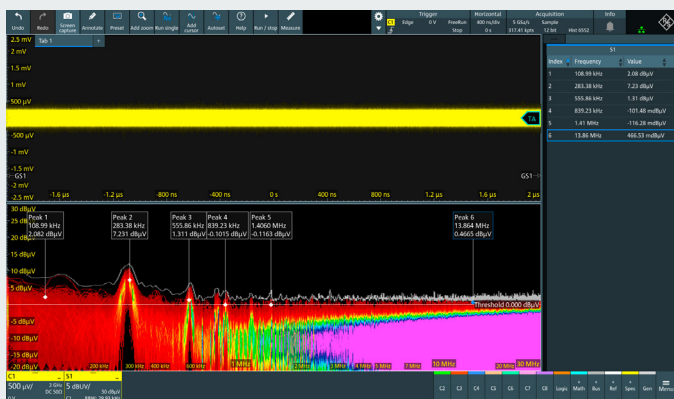 Undo
Redo
Screen capture
Annotate
Preset
Add zoom
Run single
Add cursor
Autoset
Help
Run / stop
Measure
Trigger
Horizontal
Acquisition
Info
C1 Edge 0 V FreeRun
Stop
400 ns/div
0 s
5 GSa/s Sample
317.41 kpts 12 bit Hist 6552
Tab 1
+
2.5 mV
2 mV
1.5 mV
1 mV
500 µV
-500 µV
-1 mV
-1.5 mV
-2 mV
-2.5 mV
TA
GS1
GS1
-1.6 µs
-1.2 µs
-800 ns
-400 ns
0 s
400 ns
800 ns
1.2 µs
1.6 µs
2 µs
S1
Index Frequency Value
1 108.99 kHz 2.08 dBµV
2 283.38 kHz 7.23 dBµV
3 555.86 kHz 1.31 dBµV
4 839.23 kHz -101.48 mdBµV
5 1.41 MHz -116.28 mdBµV
6 13.86 MHz 466.53 mdBµV
30 dBµV
Peak 1
108.99 kHz
2.082 dBµV
Peak 2
283.38 kHz
7.231 dBµV
Peak 3
555.86 kHz
1.311 dBµV
Peak 4
839.23 kHz
-0.1015 dBµV
Peak 5
1.4060 MHz
-0.1163 dBµV
Peak 6
13.864 MHz
0.4665 dBµV
15 dBµV
10 dBµV
5 dBµV
Threshold 0.000 dBµV
-5 dBµV
-10 dBµV
-15 dBµV
-20 dBµV
200 kHz
300 kHz
400 kHz
600 kHz
1 MHz
2 MHz
3 MHz
10 MHz
20 MHz
30 MHz
C1
500 µV/
2 GHz
DC 50Ω
0 V
S1
5 dBUV/
30 dBµV
C2
C3
C4
C5
C6
C7
C8
Logic
Math
Bus
Ref
Spec
Gen
Menu